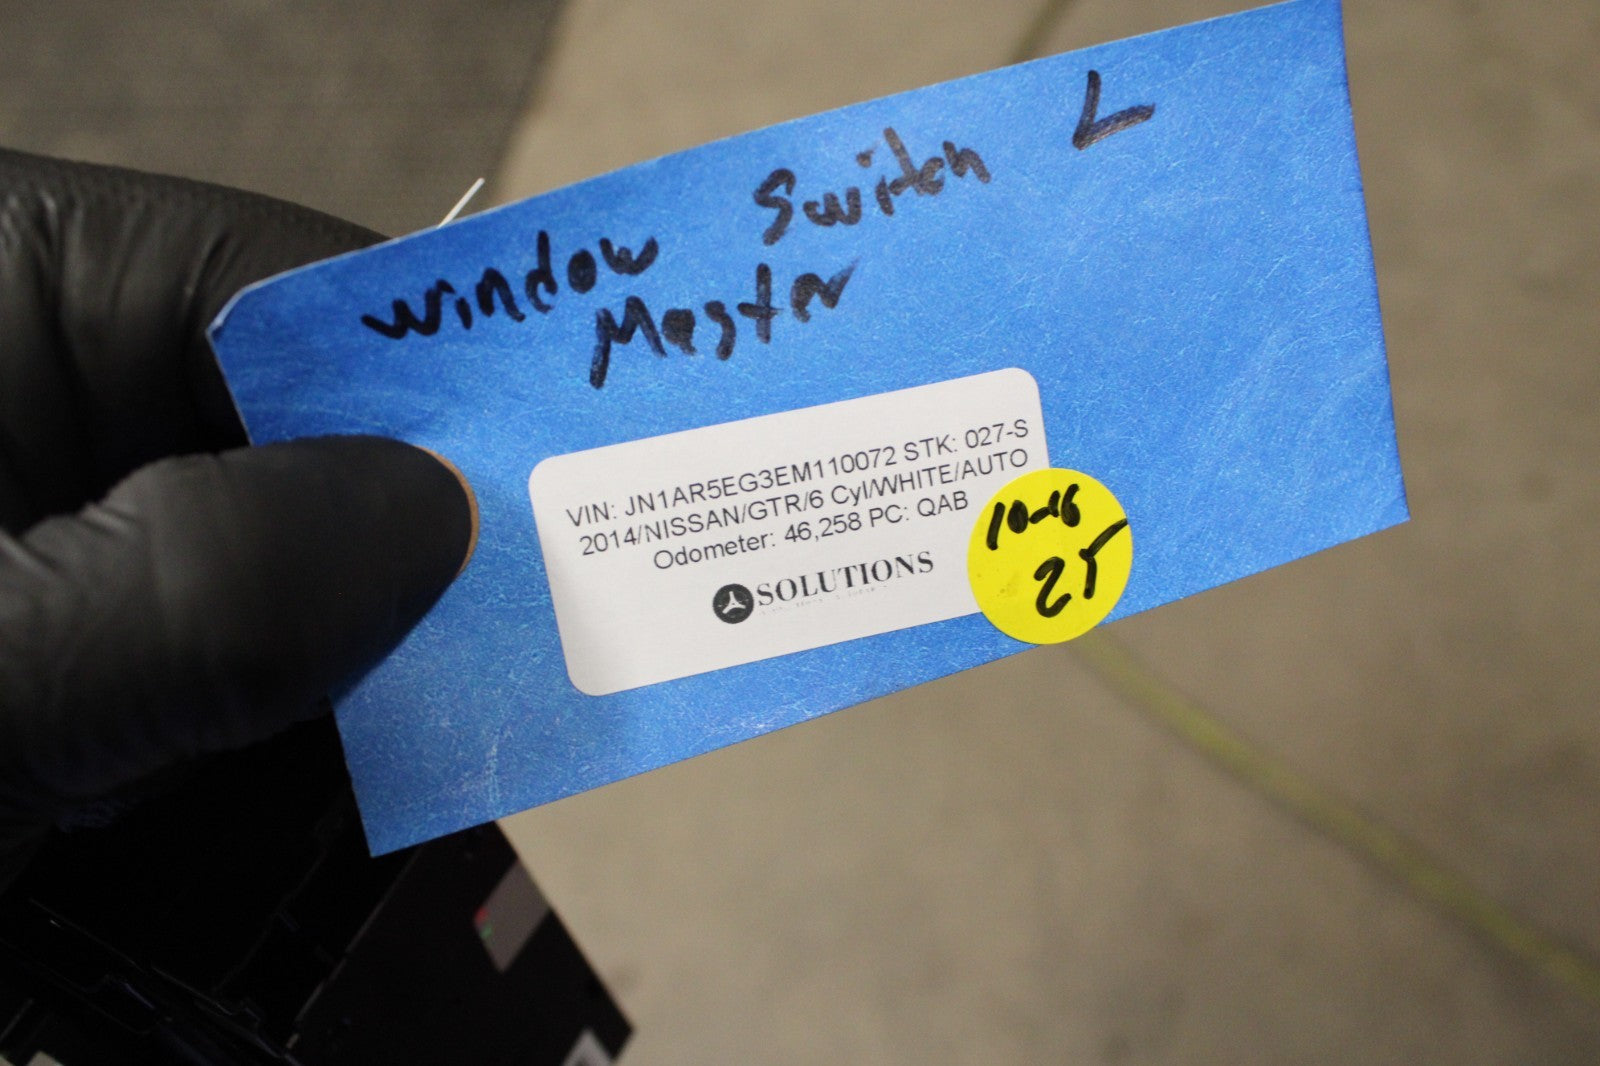 Window Switch L
Master
VIN: JN1AR5EG3EM110072 STK: 027-S
2014/NISSAN/GTR/6 Cyl/WHITE/AUTO
Odometer: 46,258 PC: QAB
SOLUTIONS
10-16
25